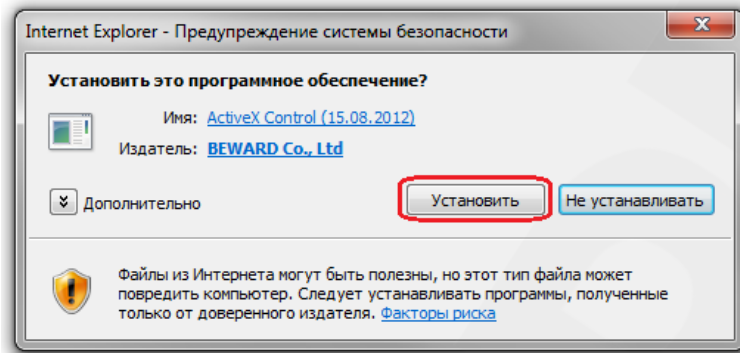 Internet Explorer - Предупреждение системы безопасности
Установить это программное обеспечение?
Имя: ActiveX Control (15.08.2012)
Издатель: BEWARD Co., Ltd
Дополнительно
Установить
Не устанавливать
Файлы из Интернета могут быть полезны, но этот тип файла может
повредить компьютер. Следует устанавливать программы, полученные
только от доверенного издателя. Факторы риска